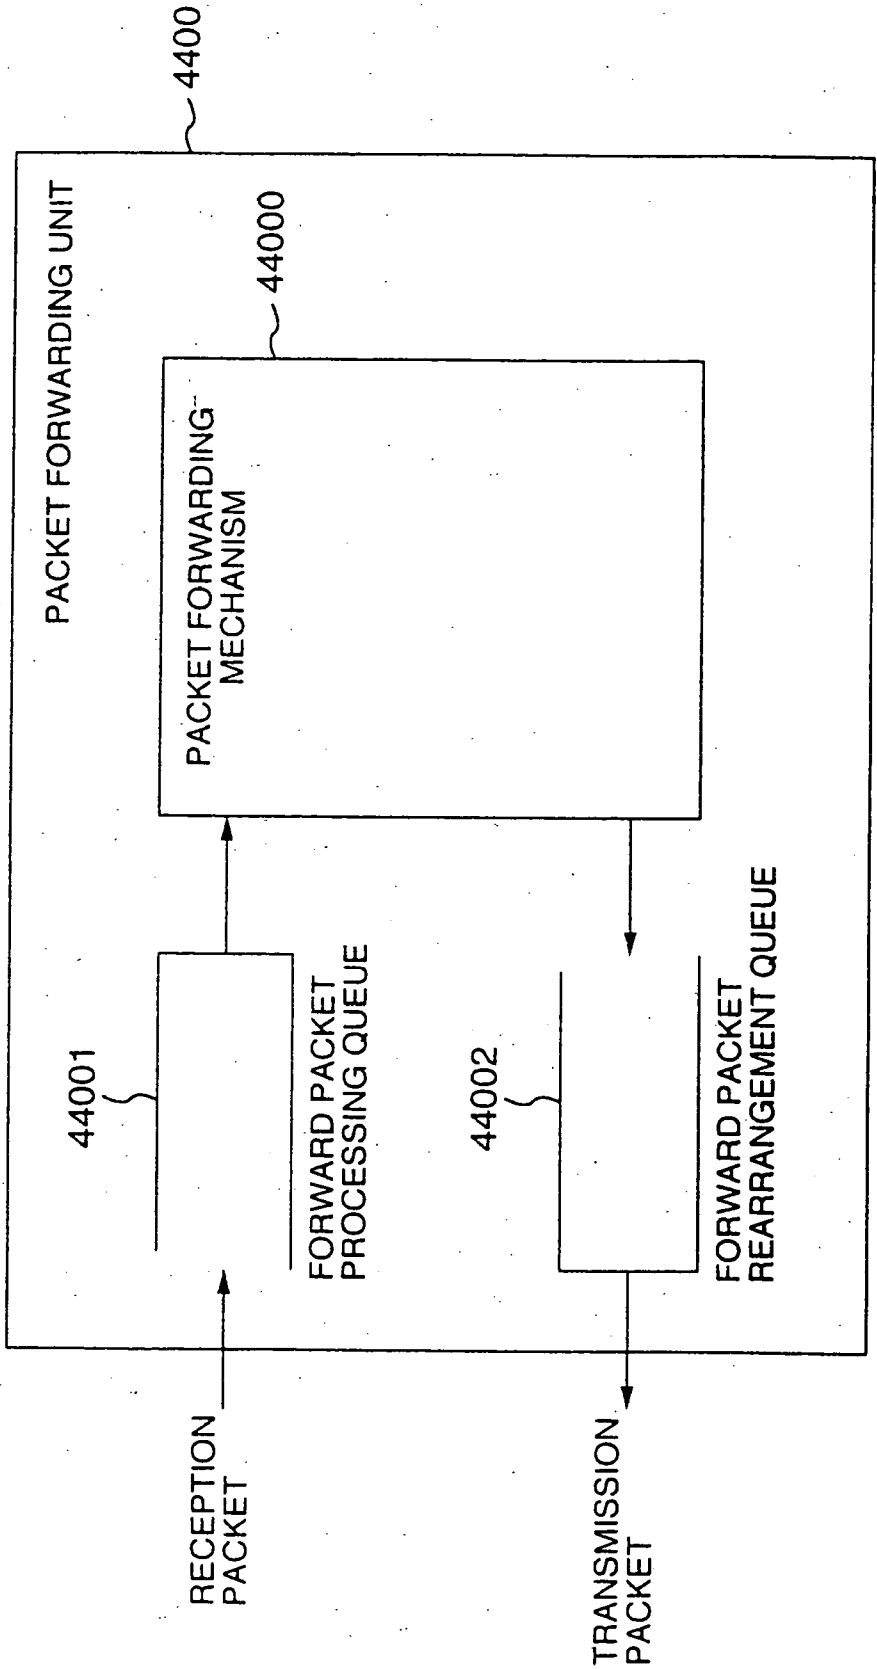 PACKET FORWARDING UNIT
4400
PACKET FORWARDING
MECHANISM
44000
44001
FORWARD PACKET
PROCESSING QUEUE
RECEPTION
PACKET
44002
FORWARD PACKET
REARRANGEMENT QUEUE
TRANSMISSION
PACKET